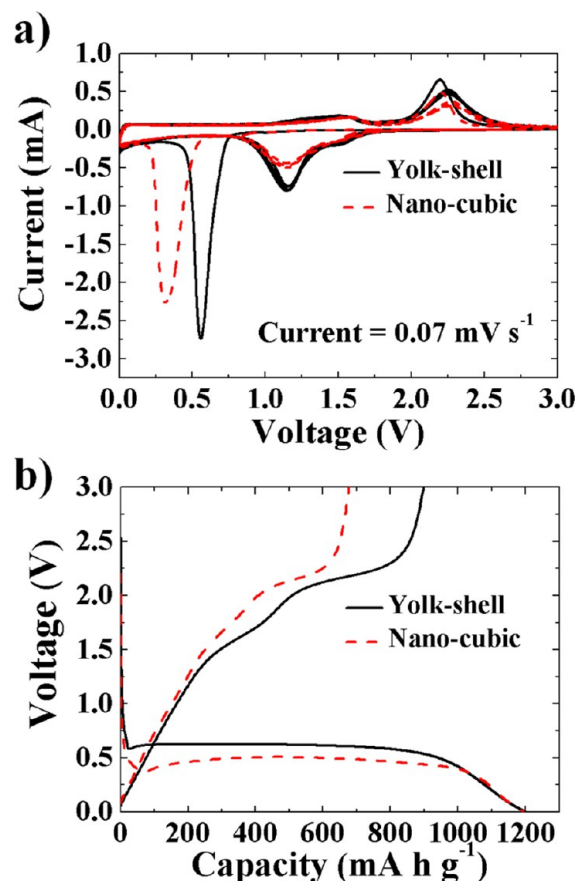 a)
1.0
0.5
0.0
-0.5
-1.0
-1.5
-2.0
-2.5
-3.0
Current (mA)
Yolk-shell
Nano-cubic
Current = 0.07 mV s⁻¹
0.0 0.5 1.0 1.5 2.0 2.5 3.0
Voltage (V)
b)
3.0
2.5
2.0
1.5
1.0
0.5
0.0
Voltage (V)
Yolk-shell
Nano-cubic
0 200 400 600 800 1000 1200
Capacity (mA h g⁻¹)